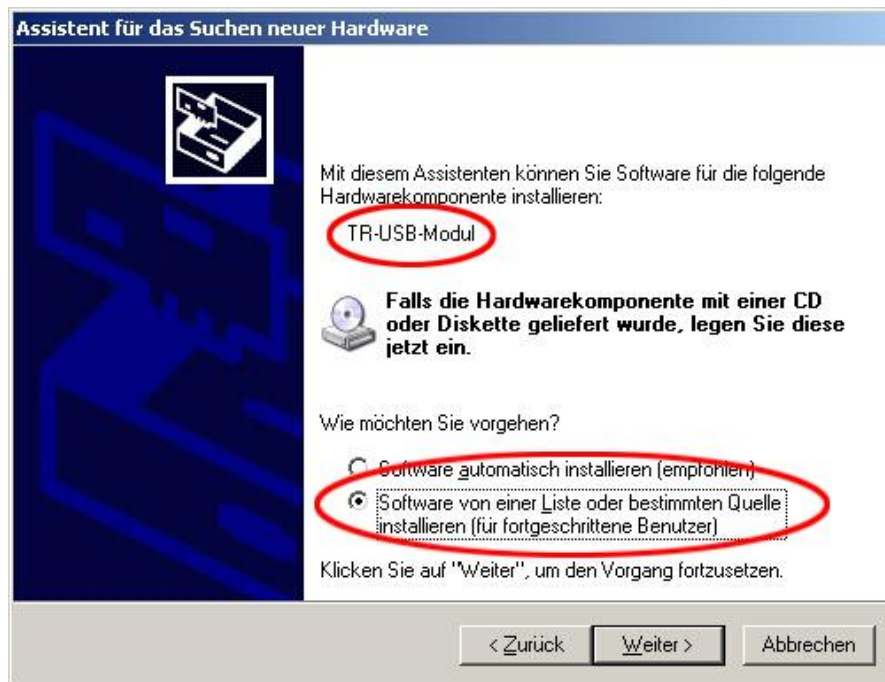 Assistent für das Suchen neuer Hardware
Mit diesem Assistenten können Sie Software für die folgende
Hardwarekomponente installieren:
TR-USB-Modul
Falls die Hardwarekomponente mit einer CD
oder Diskette geliefert wurde, legen Sie diese
jetzt ein.
Wie möchten Sie vorgehen?
Software automatisch installieren (empfohlen)
Software von einer Liste oder bestimmten Quelle
installieren (für fortgeschrittene Benutzer)
Klicken Sie auf "Weiter", um den Vorgang fortzusetzen.
< Zurück Weiter > Abbrechen